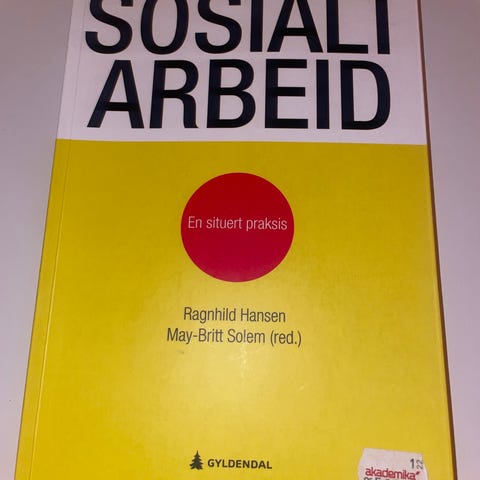 SOSIALT
ARBEID
En situert praksis
Ragnhild Hansen
May-Britt Solem (red.)
GYLDENDAL
akademika